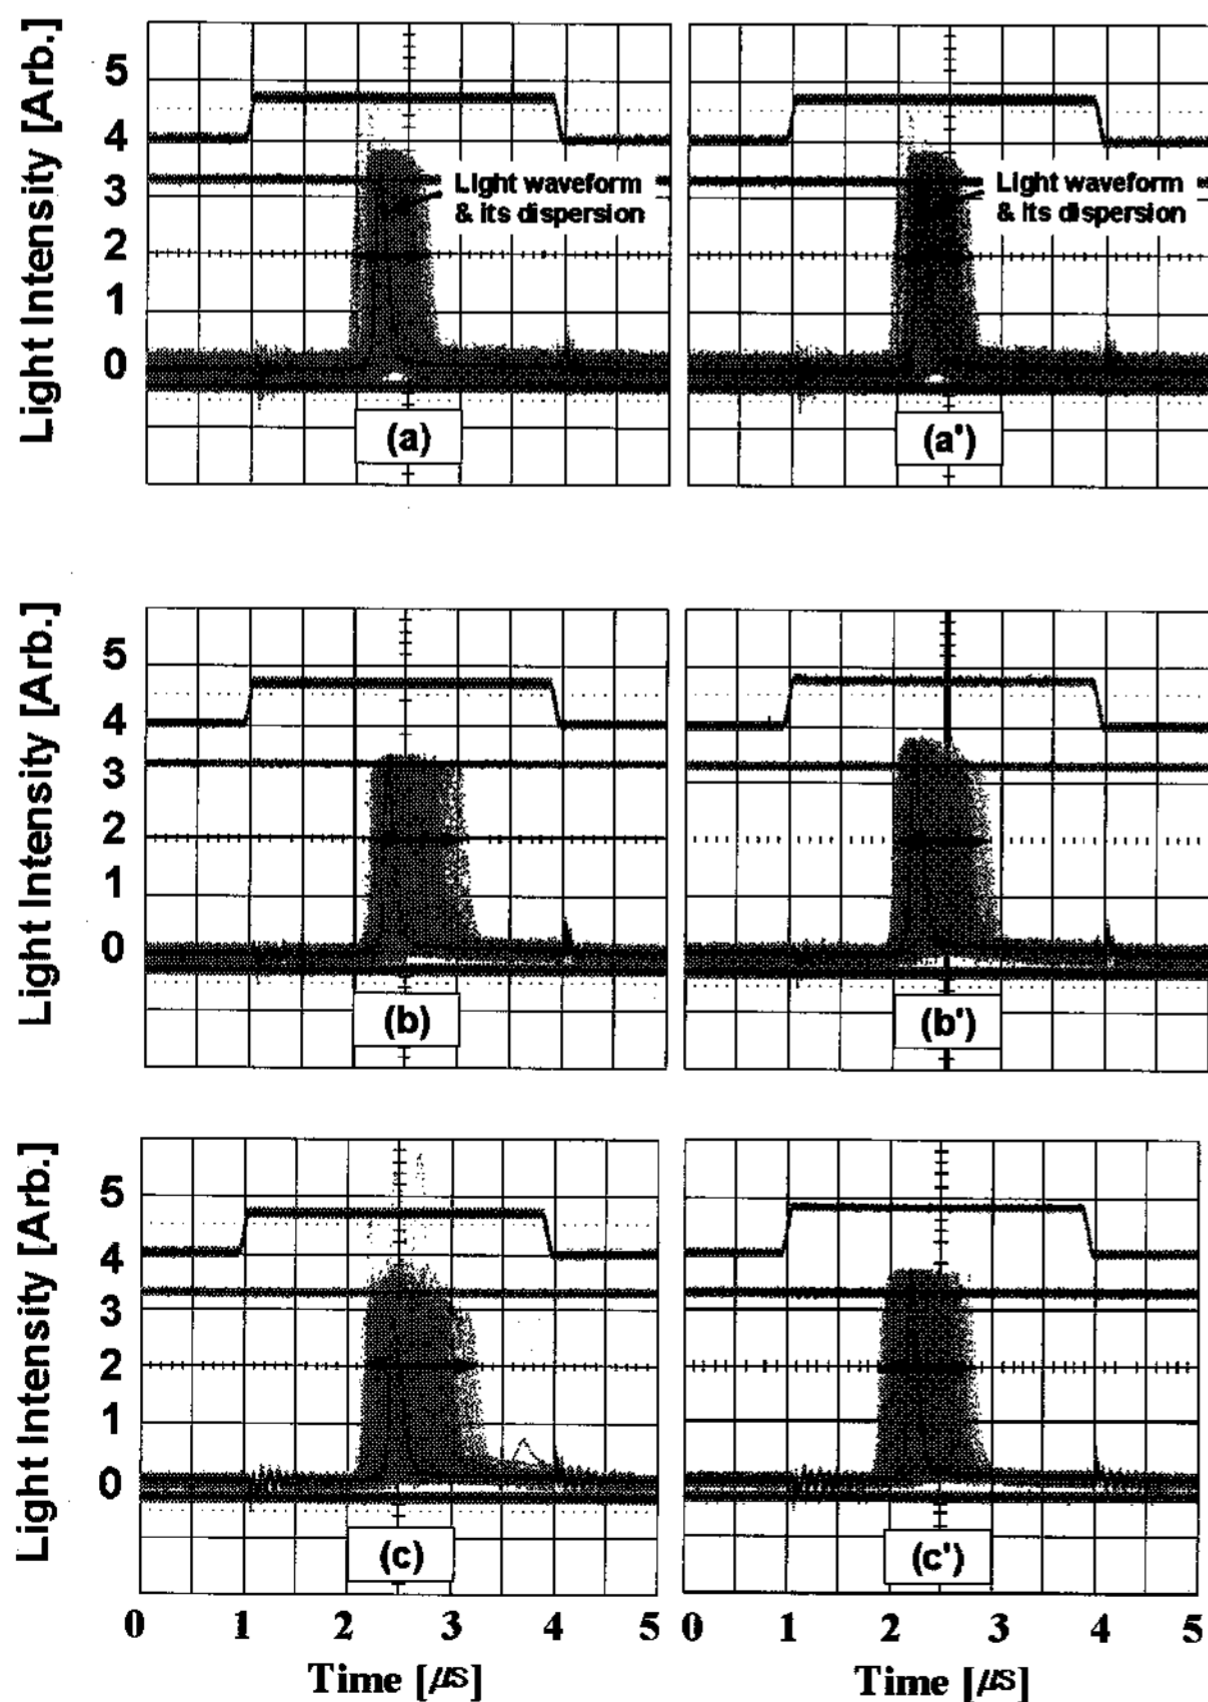 Light Intensity [Arb.]
5
4
3
2
1
0
Light waveform
& its dispersion
(a)
Light waveform
& its dispersion
(a')
Light Intensity [Arb.]
5
4
3
2
1
0
(b)
(b')
Light Intensity [Arb.]
5
4
3
2
1
0
(c)
(c')
0 1 2 3 4 5
0 1 2 3 4 5
Time [μs]
Time [μs]